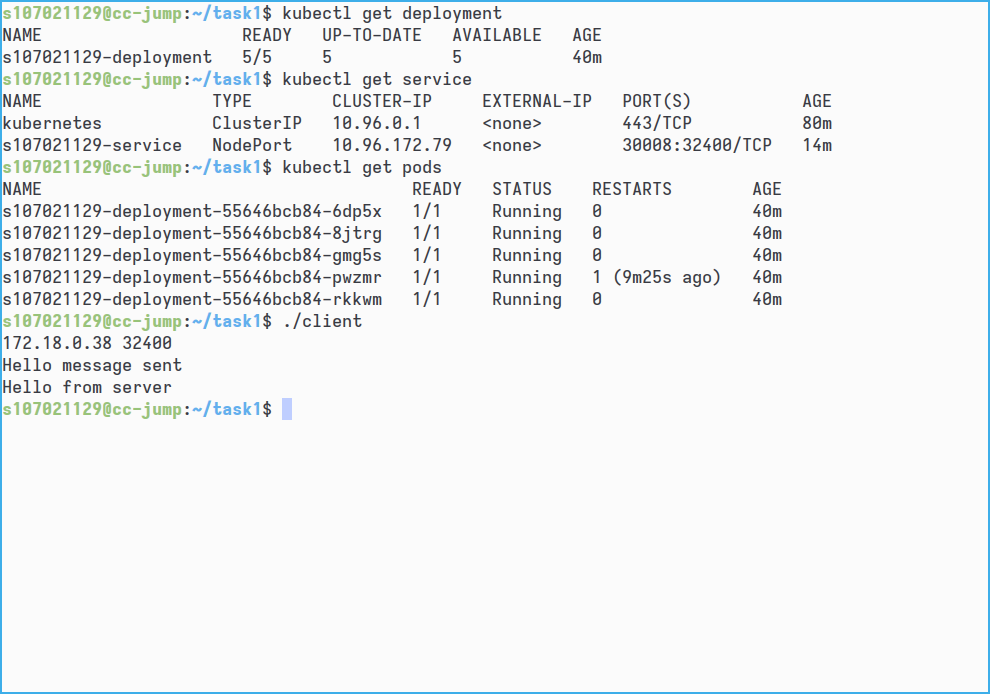 s107021129@cc-jump:~/task1$ kubectl get deployment
NAME                    READY   UP-TO-DATE   AVAILABLE   AGE
s107021129-deployment   5/5     5            5           40m
s107021129@cc-jump:~/task1$ kubectl get service
NAME                 TYPE        CLUSTER-IP     EXTERNAL-IP   PORT(S)           AGE
kubernetes           ClusterIP   10.96.0.1      <none>        443/TCP           80m
s107021129-service   NodePort    10.96.172.79   <none>        30008:32400/TCP   14m
s107021129@cc-jump:~/task1$ kubectl get pods
NAME                                     READY   STATUS    RESTARTS        AGE
s107021129-deployment-55646bcb84-6dp5x   1/1     Running   0               40m
s107021129-deployment-55646bcb84-8jtrg   1/1     Running   0               40m
s107021129-deployment-55646bcb84-gmg5s   1/1     Running   0               40m
s107021129-deployment-55646bcb84-pwzmr   1/1     Running   1 (9m25s ago)   40m
s107021129-deployment-55646bcb84-rkkwm   1/1     Running   0               40m
s107021129@cc-jump:~/task1$ ./client
172.18.0.38 32400
Hello message sent
Hello from server
s107021129@cc-jump:~/task1$